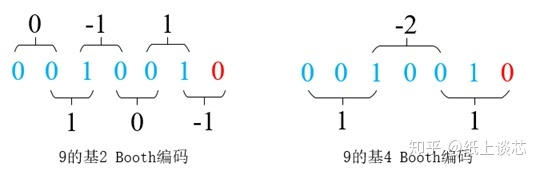 0 -1 1
0 0 1 0 0 1 0
1 0 -1
9的基2 Booth编码
-2
0 0 1 0 0 1 0
1 1
9的基4 Booth编码
知乎 @纸上谈芯